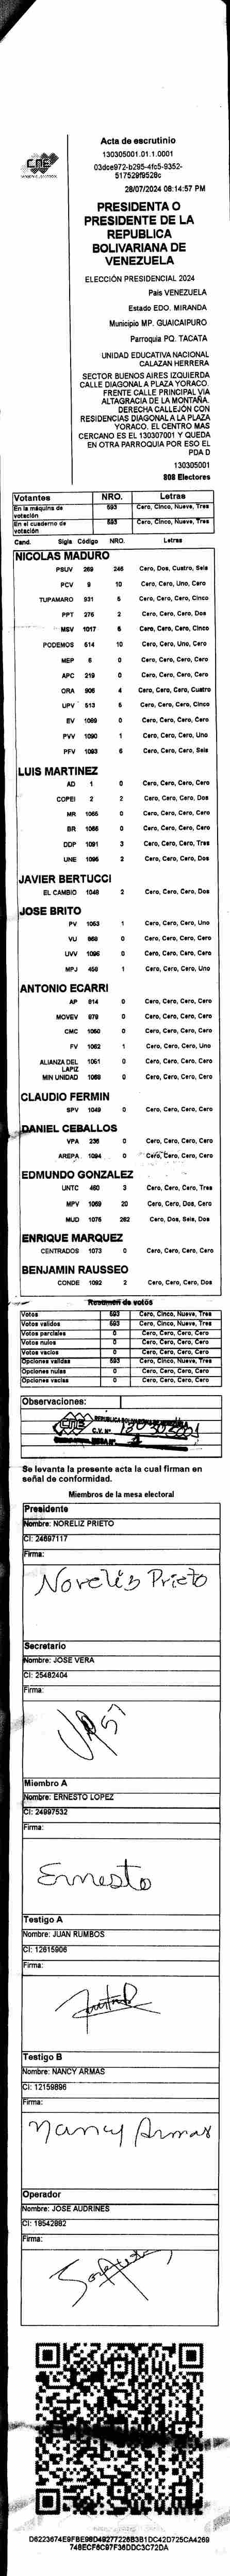 CNE
Acta de escrutinio
130305001.01.1.0001
03dce972-b295-4fc5-9352-
517529f9528c
28/07/2024 08:14:57 PM
PRESIDENTA O
PRESIDENTE DE LA
REPUBLICA
BOLIVARIANA DE
VENEZUELA
ELECCIÓN PRESIDENCIAL 2024
Pais VENEZUELA
Estado EDO. MIRANDA
Municipio MP. GUAICAIPURO
Parroquia PQ. TACATA
UNIDAD EDUCATIVA NACIONAL
CALAZAN HERRERA
SECTOR BUENOS AIRES IZQUIERDA
CALLE DIAGONAL A PLAZA YORACO.
FRENTE CALLE PRINCIPAL VIA
ALTAGRACIA DE LA MONTAÑA.
DERECHA CALLEJÓN CON
RESIDENCIAS DIAGONAL A LA PLAZA
YORACO. EL CENTRO MAS
CERCANO ES EL 130307001 Y QUEDA
EN OTRA PARROQUIA POR ESO EL
PDA D
130305001
808 Electores
Votantes NRO. Letras
En la máquina de votación 593 Cero, Cinco, Nueve, Tres
En el cuaderno de votación 593 Cero, Cinco, Nueve, Tres
Cand. Sigla Código NRO. Letras
NICOLAS MADURO
PSUV 269 246 Cero, Dos, Cuatro, Seis
PCV 9 10 Cero, Cero, Uno, Cero
TUPAMARO 931 5 Cero, Cero, Cero, Cinco
PPT 276 2 Cero, Cero, Cero, Dos
MSV 1017 5 Cero, Cero, Cero, Cinco
PODEMOS 614 10 Cero, Cero, Uno, Cero
MEP 6 0 Cero, Cero, Cero, Cero
APC 219 0 Cero, Cero, Cero, Cero
ORA 906 4 Cero, Cero, Cero, Cuatro
UPV 513 5 Cero, Cero, Cero, Cinco
EV 1089 0 Cero, Cero, Cero, Cero
PVV 1090 1 Cero, Cero, Cero, Uno
PFV 1093 6 Cero, Cero, Cero, Seis
LUIS MARTINEZ
AD 1 0 Cero, Cero, Cero, Cero
COPEI 2 2 Cero, Cero, Cero, Dos
MR 1065 0 Cero, Cero, Cero, Cero
BR 1066 0 Cero, Cero, Cero, Cero
DDP 1091 3 Cero, Cero, Cero, Tres
UNE 1095 2 Cero, Cero, Cero, Dos
JAVIER BERTUCCI
EL CAMBIO 1048 2 Cero, Cero, Cero, Dos
JOSE BRITO
PV 1053 1 Cero, Cero, Cero, Uno
VU 868 0 Cero, Cero, Cero, Cero
UVV 1096 0 Cero, Cero, Cero, Cero
MPJ 458 1 Cero, Cero, Cero, Uno
ANTONIO ECARRI
AP 814 0 Cero, Cero, Cero, Cero
MOVEV 979 0 Cero, Cero, Cero, Cero
CMC 1060 0 Cero, Cero, Cero, Cero
FV 1062 1 Cero, Cero, Cero, Uno
ALIANZA DEL LAPIZ 1061 0 Cero, Cero, Cero, Cero
MIN UNIDAD 1068 0 Cero, Cero, Cero, Cero
CLAUDIO FERMIN
SPV 1049 0 Cero, Cero, Cero, Cero
DANIEL CEBALLOS
VPA 236 0 Cero, Cero, Cero, Cero
AREPA 1094 0 Cero, Cero, Cero, Cero
EDMUNDO GONZALEZ
UNTC 460 3 Cero, Cero, Cero, Tres
MPV 1069 20 Cero, Cero, Dos, Cero
MUD 1076 262 Cero, Dos, Seis, Dos
ENRIQUE MARQUEZ
CENTRADOS 1073 0 Cero, Cero, Cero, Cero
BENJAMIN RAUSSEO
CONDE 1092 2 Cero, Cero, Cero, Dos
Resumen de votos
Votos 593 Cero, Cinco, Nueve, Tres
Votos validos 593 Cero, Cinco, Nueve, Tres
Votos parciales 0 Cero, Cero, Cero, Cero
Votos nulos 0 Cero, Cero, Cero, Cero
Votos vacios 0 Cero, Cero, Cero, Cero
Opciones validas 593 Cero, Cinco, Nueve, Tres
Opciones nulas 0 Cero, Cero, Cero, Cero
Opciones vacias 0 Cero, Cero, Cero, Cero
Observaciones:
CNE REPUBLICA BOLIVARIANA DE VENEZUELA
C.V. Nº 130305001
MESA Nº 1
Se levanta la presente acta la cual firman en
señal de conformidad.
Miembros de la mesa electoral
Presidente
Nombre: NORELIZ PRIETO
CI: 24697117
Firma:
Norelis Prieto
Secretario
Nombre: JOSE VERA
CI: 25482404
Firma:
Miembro A
Nombre: ERNESTO LOPEZ
CI: 24997532
Firma:
Ernesto
Testigo A
Nombre: JUAN RUMBOS
CI: 12615906
Firma:
Testigo B
Nombre: NANCY ARMAS
CI: 12159896
Firma:
Nancy Armas
Operador
Nombre: JOSE AUDRINES
CI: 18542882
Firma:
D6223674E9FBE98D49277226B3B1DC42D725CA4269
746ECF6C97F36DDC3C72DA